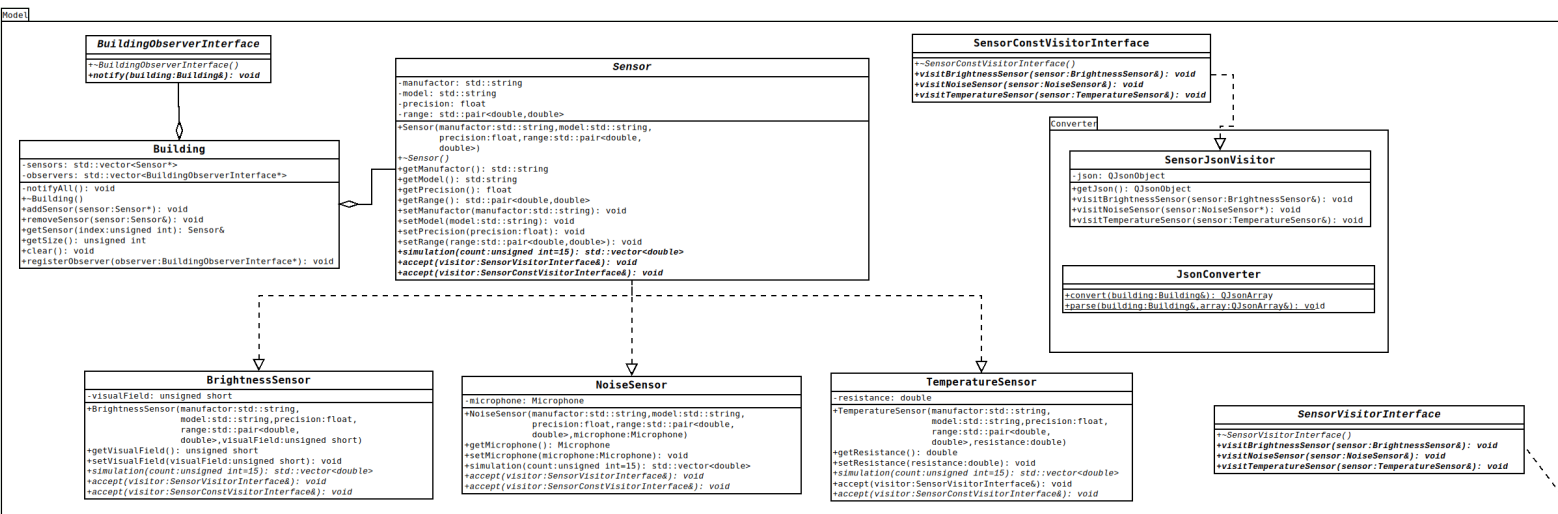 Model
BuildingObserverInterface
+~BuildingObserverInterface()
+notify(building:Building&): void
Building
-sensors: std::vector<Sensor*>
-observers: std::vector<BuildingObserverInterface*>
-notifyAll(): void
+~Building()
+addSensor(sensor:Sensor*): void
+removeSensor(sensor:Sensor&): void
+getSensor(index:unsigned int): Sensor&
+getSize(): unsigned int
+clear(): void
+registerObserver(observer:BuildingObserverInterface*): void
Sensor
-manufactor: std::string
-model: std::string
-precision: float
-range: std::pair<double,double>
+Sensor(manufactor:std::string,model:std::string,
precision:float,range:std::pair<double,
double>)
+~Sensor()
+getManufactor(): std::string
+getModel(): std:string
+getPrecision(): float
+getRange(): std::pair<double,double>
+setManufactor(manufactor:std::string): void
+setModel(model:std::string): void
+setPrecision(precision:float): void
+setRange(range:std::pair<double,double>): void
+simulation(count:unsigned int=15): std::vector<double>
+accept(visitor:SensorVisitorInterface&): void
+accept(visitor:SensorConstVisitorInterface&): void
SensorConstVisitorInterface
+~SensorConstVisitorInterface()
+visitBrightnessSensor(sensor:BrightnessSensor&): void
+visitNoiseSensor(sensor:NoiseSensor&): void
+visitTemperatureSensor(sensor:TemperatureSensor&): void
Converter
SensorJsonVisitor
-json: QJsonObject
+getJson(): QJsonObject
+visitBrightnessSensor(sensor:BrightnessSensor&): void
+visitNoiseSensor(sensor:NoiseSensor*): void
+visitTemperatureSensor(sensor:TemperatureSensor&): void
JsonConverter
+convert(building:Building&): QJsonArray
+parse(building:Building&,array:QJsonArray&): void
BrightnessSensor
-visualField: unsigned short
+BrightnessSensor(manufactor:std::string,
model:std::string,precision:float,
range:std::pair<double,
double>,visualField:unsigned short)
+getVisualField(): unsigned short
+setVisualField(visualField:unsigned short): void
+simulation(count:unsigned int=15): std::vector<double>
+accept(visitor:SensorVisitorInterface&): void
+accept(visitor:SensorConstVisitorInterface&): void
NoiseSensor
-microphone: Microphone
+NoiseSensor(manufactor:std::string,model:std::string,
precision:float,range:std::pair<double,
double>,microphone:Microphone)
+getMicrophone(): Microphone
+setMicrophone(microphone:Microphone): void
+simulation(count:unsigned int=15): std::vector<double>
+accept(visitor:SensorVisitorInterface&): void
+accept(visitor:SensorConstVisitorInterface&): void
TemperatureSensor
-resistance: double
+TemperatureSensor(manufactor:std::string,
model:std::string,precision:float,
range:std::pair<double,
double>,resistance:double)
+getResistance(): double
+setResistance(resistance:double): void
+simulation(count:unsigned int=15): std::vector<double>
+accept(visitor:SensorVisitorInterface&): void
+accept(visitor:SensorConstVisitorInterface&): void
SensorVisitorInterface
+~SensorVisitorInterface()
+visitBrightnessSensor(sensor:BrightnessSensor&): void
+visitNoiseSensor(sensor:NoiseSensor&): void
+visitTemperatureSensor(sensor:TemperatureSensor&): void